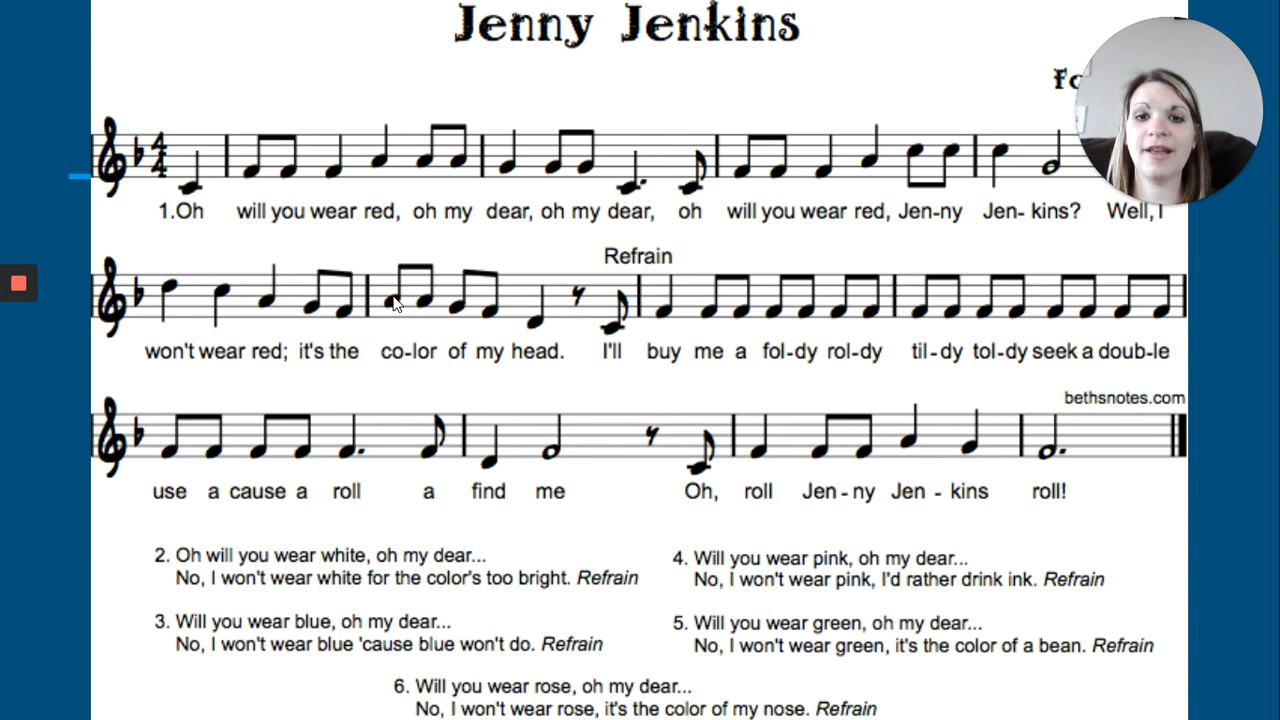 Jenny Jenkins
1.Oh will you wear red, oh my dear, oh my dear, oh will you wear red, Jen-ny Jen- kins? Well, I
Refrain
won't wear red; it's the co-lor of my head. I'll buy me a fol-dy rol-dy til-dy tol-dy seek a doub-le
bethsnotes.com
use a cause a roll a find me Oh, roll Jen-ny Jen - kins roll!
2. Oh will you wear white, oh my dear...
No, I won't wear white for the color's too bright. Refrain
3. Will you wear blue, oh my dear...
No, I won't wear blue 'cause blue won't do. Refrain
4. Will you wear pink, oh my dear...
No, I won't wear pink, I'd rather drink ink. Refrain
5. Will you wear green, oh my dear...
No, I won't wear green, it's the color of a bean. Refrain
6. Will you wear rose, oh my dear...
No, I won't wear rose, it's the color of my nose. Refrain